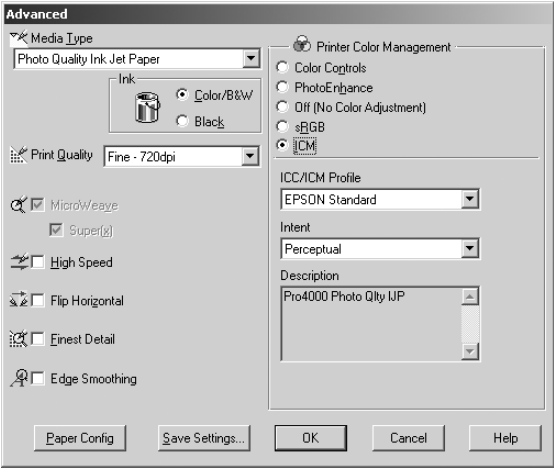 Advanced
Media Type
Photo Quality Ink Jet Paper
Ink
Color/B&W
Black
Print Quality
Fine - 720dpi
MicroWeave
Super(x)
High Speed
Flip Horizontal
Finest Detail
Edge Smoothing
Printer Color Management
Color Controls
PhotoEnhance
Off (No Color Adjustment)
sRGB
ICM
ICC/ICM Profile
EPSON Standard
Intent
Perceptual
Description
Pro4000 Photo Qlty IJP
Paper Config
Save Settings...
OK
Cancel
Help